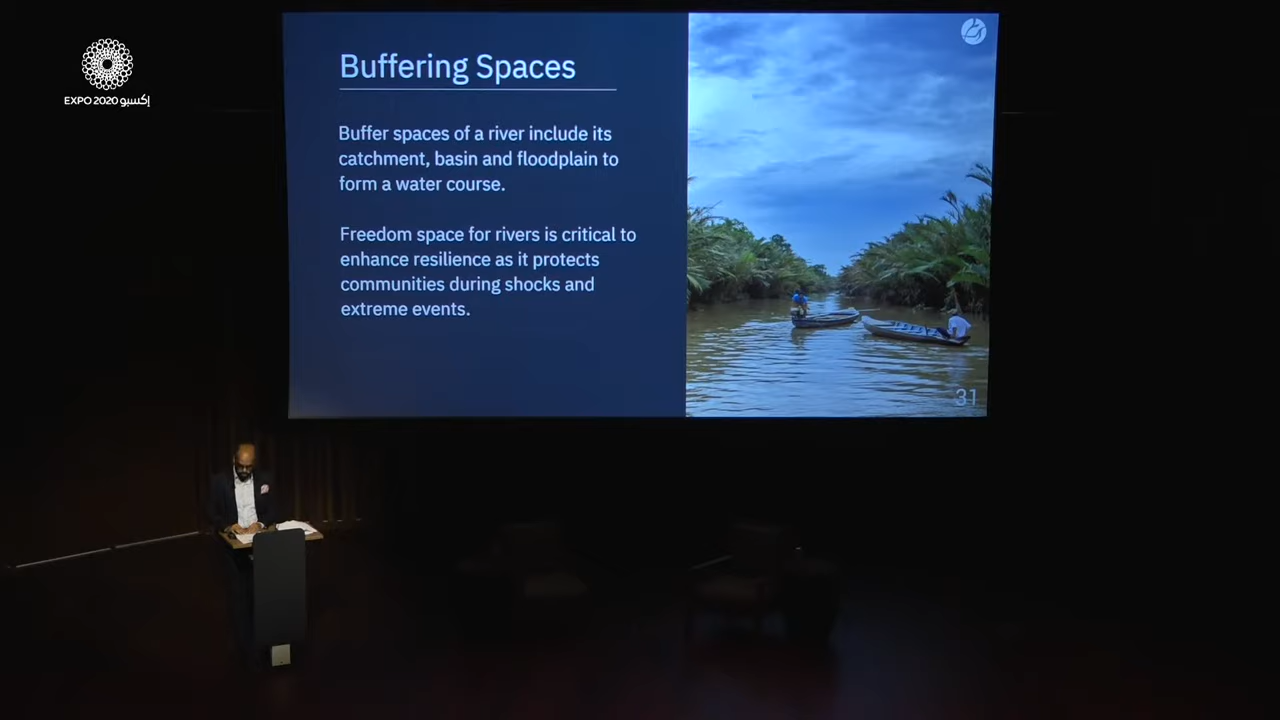 EXPO 2020 إكسبو
Buffering Spaces
Buffer spaces of a river include its
catchment, basin and floodplain to
form a water course.
Freedom space for rivers is critical to
enhance resilience as it protects
communities during shocks and
extreme events.
31